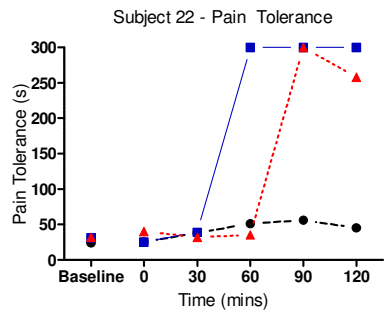 Subject 22 - Pain Tolerance
Pain Tolerance (s)
300
250
200
150
100
50
0
Baseline 0 30 60 90 120
Time (mins)